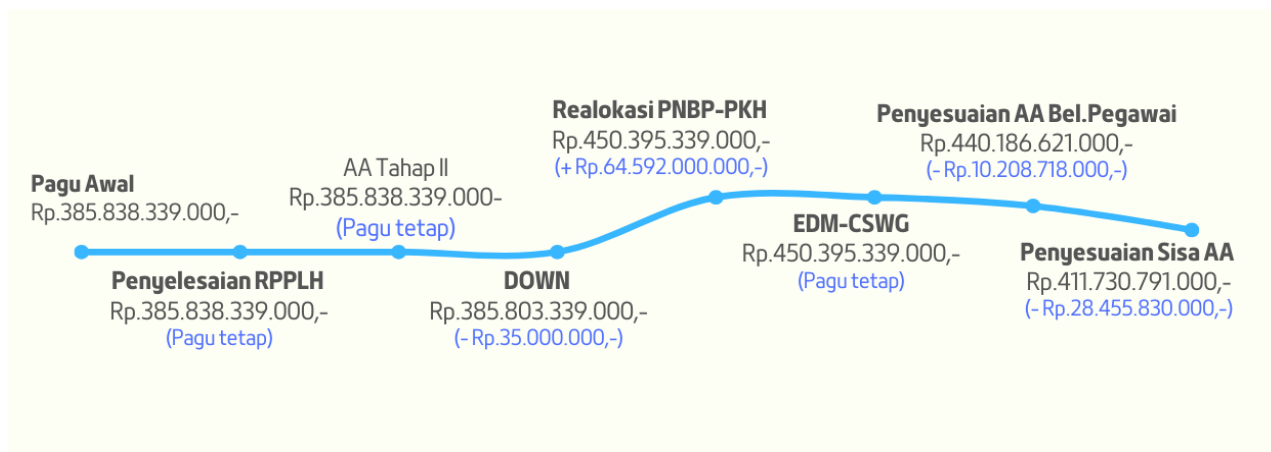 Pagu Awal
Rp.385.838.339.000,-
Penyelesaian RPPLH
Rp.385.838.339.000,-
(Pagu tetap)
AA Tahap II
Rp.385.838.339.000-
(Pagu tetap)
DOWN
Rp.385.803.339.000,-
(- Rp.35.000.000,-)
Realokasi PNBP-PKH
Rp.450.395.339.000,-
(+ Rp.64.592.000.000,-)
EDM-CSWG
Rp.450.395.339.000,-
(Pagu tetap)
Penyesuaian AA Bel.Pegawai
Rp.440.186.621.000,-
(- Rp.10.208.718.000,-)
Penyesuaian Sisa AA
Rp.411.730.791.000,-
(- Rp.28.455.830.000,-)